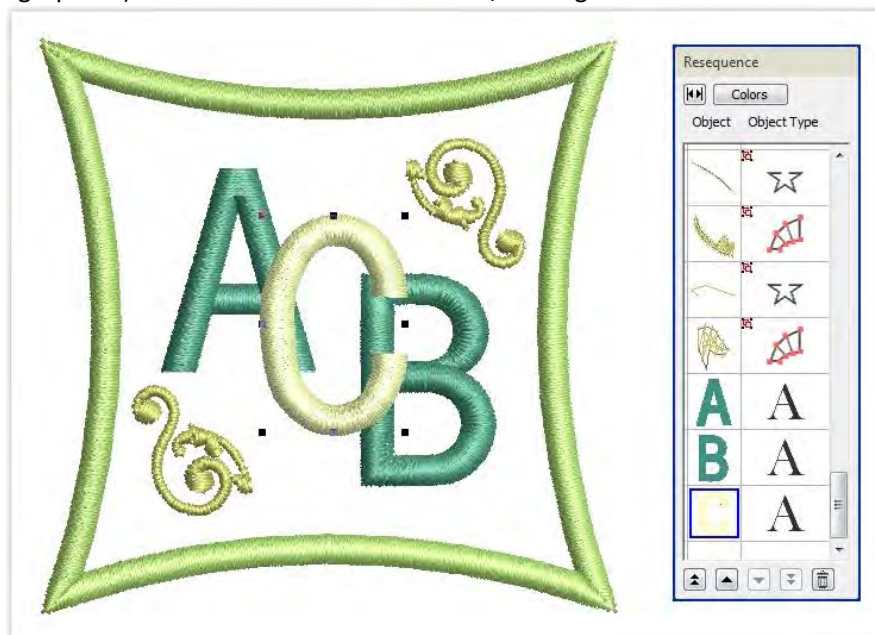 Resequence
Colors
Object Object Type
A
C
B
A A
B A
C A